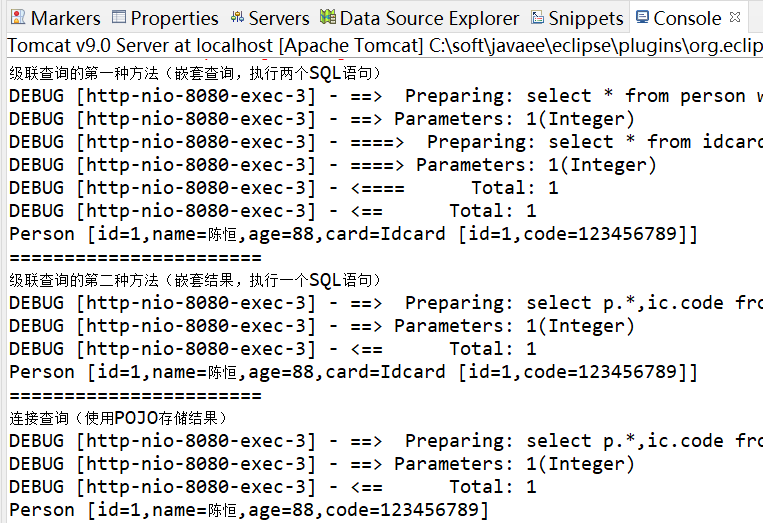 Markers Properties Servers Data Source Explorer Snippets Console
Tomcat v9.0 Server at localhost [Apache Tomcat] C:\soft\javaee\eclipse\plugins\org.eclip
级联查询的第一种方法（嵌套查询，执行两个SQL语句）
DEBUG [http-nio-8080-exec-3] - ==>  Preparing: select * from person w
DEBUG [http-nio-8080-exec-3] - ==> Parameters: 1(Integer)
DEBUG [http-nio-8080-exec-3] - ====>  Preparing: select * from idcard
DEBUG [http-nio-8080-exec-3] - ====> Parameters: 1(Integer)
DEBUG [http-nio-8080-exec-3] - <====      Total: 1
DEBUG [http-nio-8080-exec-3] - <==      Total: 1
Person [id=1,name=陈恒,age=88,card=Idcard [id=1,code=123456789]]
=======================
级联查询的第二种方法（嵌套结果，执行一个SQL语句）
DEBUG [http-nio-8080-exec-3] - ==>  Preparing: select p.*,ic.code fro
DEBUG [http-nio-8080-exec-3] - ==> Parameters: 1(Integer)
DEBUG [http-nio-8080-exec-3] - <==      Total: 1
Person [id=1,name=陈恒,age=88,card=Idcard [id=1,code=123456789]]
=======================
连接查询（使用POJO存储结果）
DEBUG [http-nio-8080-exec-3] - ==>  Preparing: select p.*,ic.code fro
DEBUG [http-nio-8080-exec-3] - ==> Parameters: 1(Integer)
DEBUG [http-nio-8080-exec-3] - <==      Total: 1
Person [id=1,name=陈恒,age=88,code=123456789]